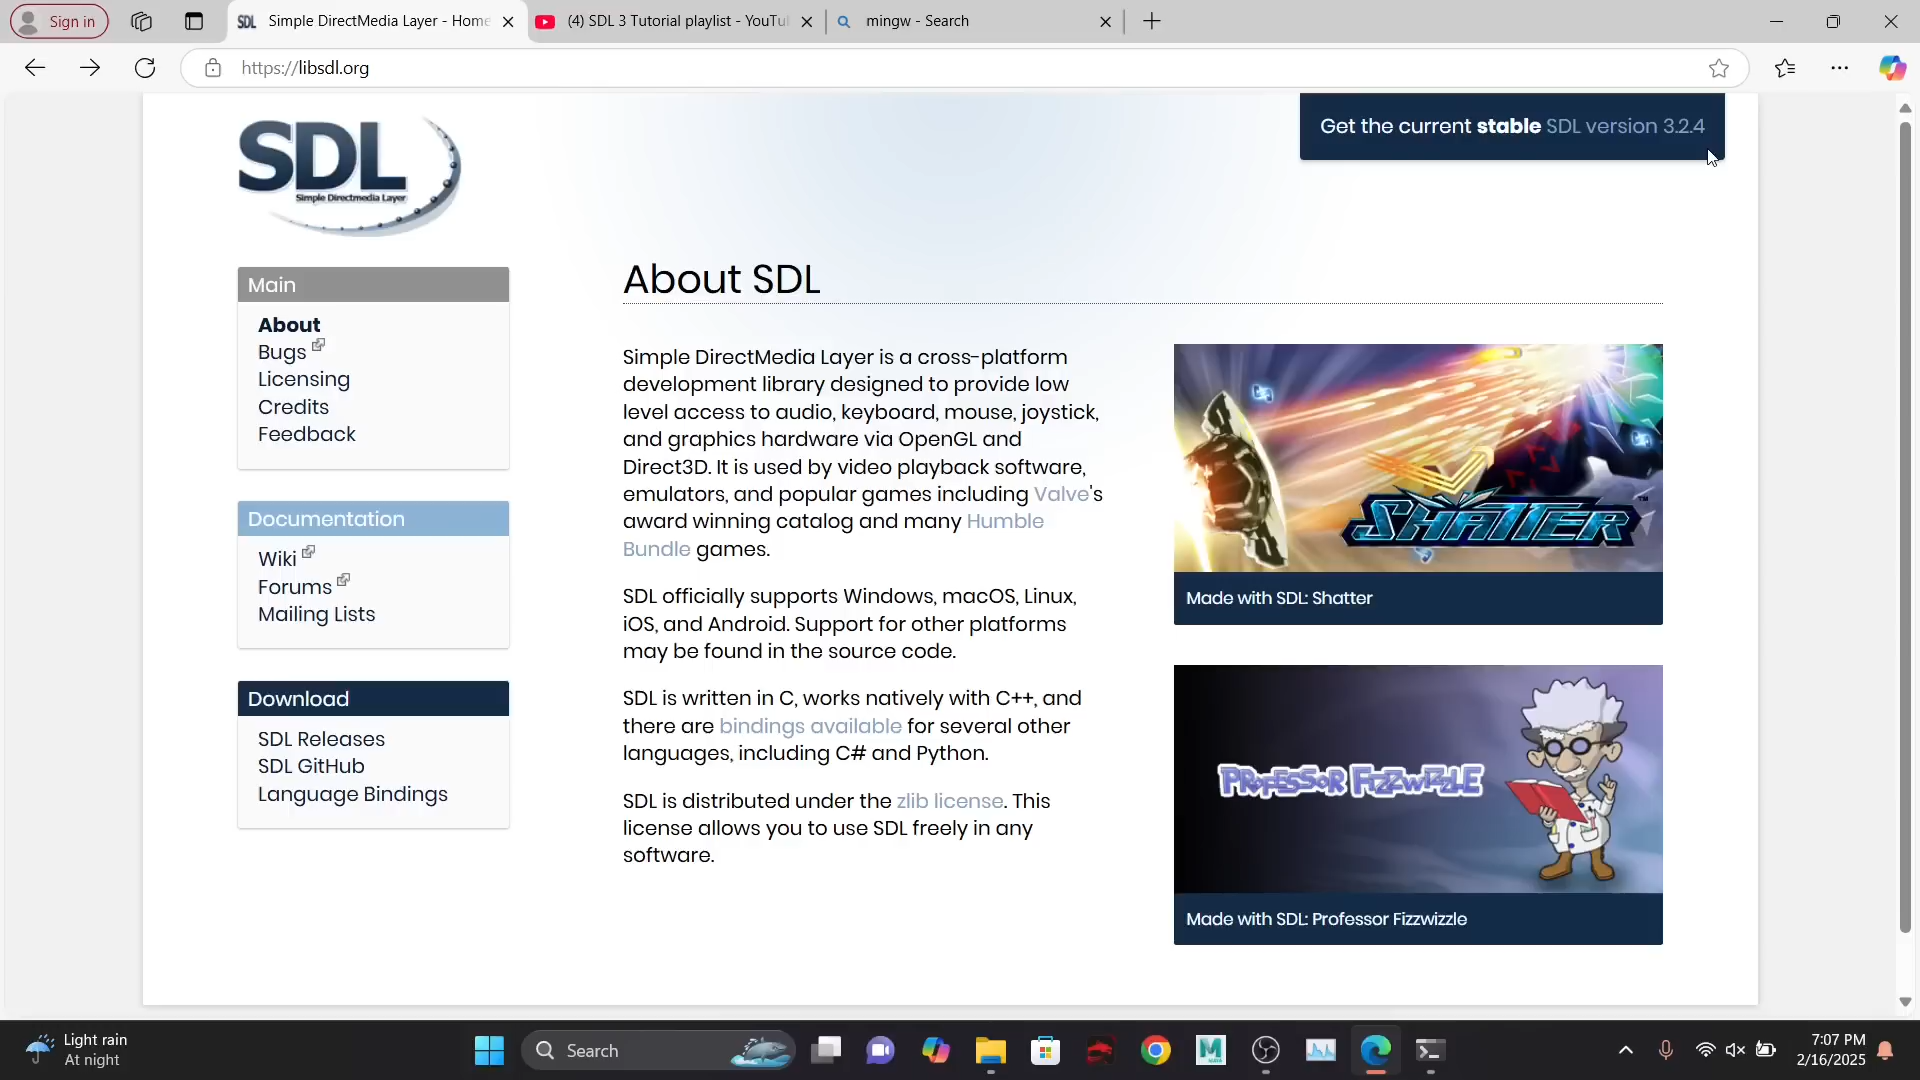 Sign in
Simple DirectMedia Layer - Home
(4) SDL 3 Tutorial playlist - YouTu
mingw - Search
https://libsdl.org
SDL
Simple Directmedia Layer
Get the current stable SDL version 3.2.4
Main
About
Bugs
Licensing
Credits
Feedback
Documentation
Wiki
Forums
Mailing Lists
Download
SDL Releases
SDL GitHub
Language Bindings
About SDL
Simple DirectMedia Layer is a cross-platform
development library designed to provide low
level access to audio, keyboard, mouse, joystick,
and graphics hardware via OpenGL and
Direct3D. It is used by video playback software,
emulators, and popular games including Valve's
award winning catalog and many Humble
Bundle games.
SDL officially supports Windows, macOS, Linux,
iOS, and Android. Support for other platforms
may be found in the source code.
SDL is written in C, works natively with C++, and
there are bindings available for several other
languages, including C# and Python.
SDL is distributed under the zlib license. This
license allows you to use SDL freely in any
software.
SHATTER™
Made with SDL: Shatter
PROFESSOR FIZZWIZZLE
Made with SDL: Professor Fizzwizzle
Light rain
At night
Search
7:07 PM
2/16/2025